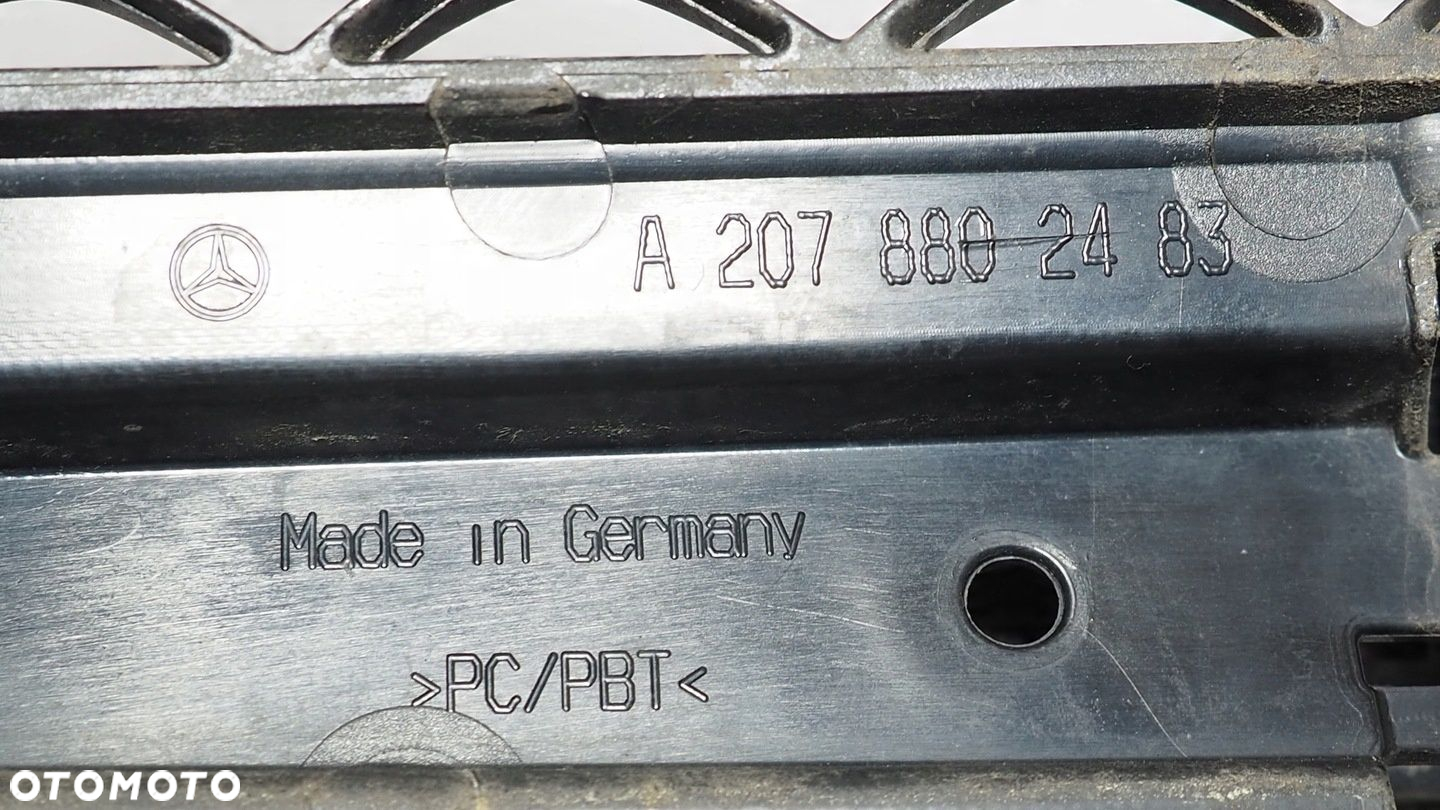 A 207 880 24 83
Made in Germany
>PC/PBT<
OTOMOTO